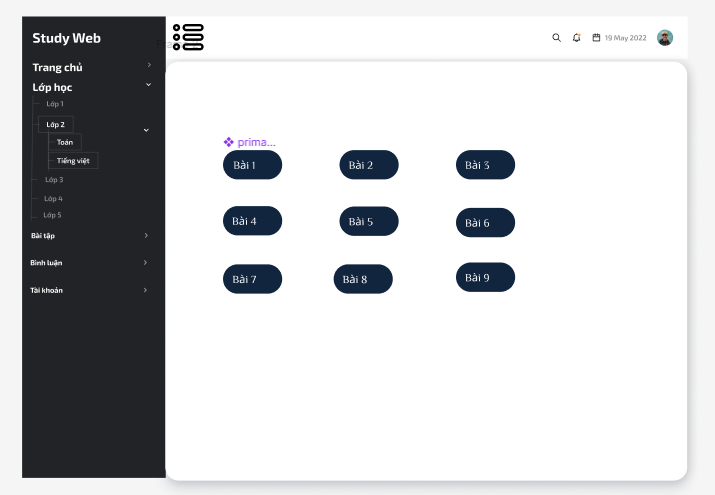 Study Web
Trang chủ
Lớp học
Lớp 1
Lớp 2
Toán
Tiếng việt
Lớp 3
Lớp 4
Lớp 5
Bài tập
Bình luận
Tài khoản
19 May 2022
prima...
Bài 1 Bài 2 Bài 3
Bài 4 Bài 5 Bài 6
Bài 7 Bài 8 Bài 9